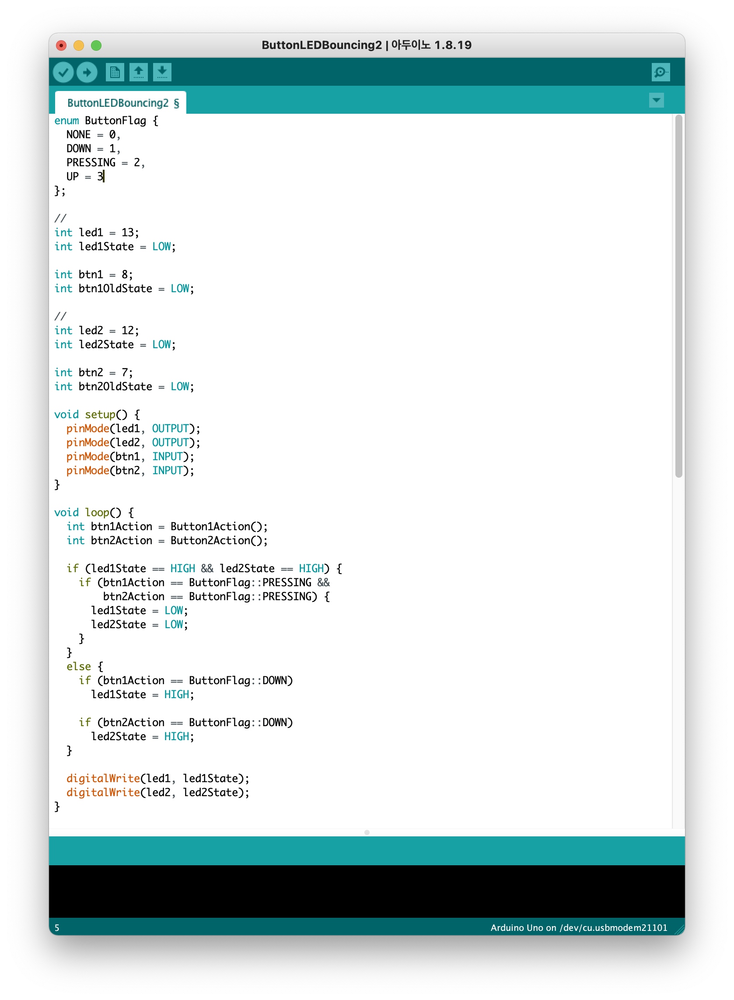 ButtonLEDBouncing2 | 아두이노 1.8.19
ButtonLEDBouncing2 §
enum ButtonFlag {
  NONE = 0,
  DOWN = 1,
  PRESSING = 2,
  UP = 3
};

//
int led1 = 13;
int led1State = LOW;

int btn1 = 8;
int btn1OldState = LOW;

//
int led2 = 12;
int led2State = LOW;

int btn2 = 7;
int btn2OldState = LOW;

void setup() {
  pinMode(led1, OUTPUT);
  pinMode(led2, OUTPUT);
  pinMode(btn1, INPUT);
  pinMode(btn2, INPUT);
}

void loop() {
  int btn1Action = Button1Action();
  int btn2Action = Button2Action();

  if (led1State == HIGH && led2State == HIGH) {
    if (btn1Action == ButtonFlag::PRESSING &&
        btn2Action == ButtonFlag::PRESSING) {
      led1State = LOW;
      led2State = LOW;
    }
  }
  else {
    if (btn1Action == ButtonFlag::DOWN)
      led1State = HIGH;

    if (btn2Action == ButtonFlag::DOWN)
      led2State = HIGH;
  }

  digitalWrite(led1, led1State);
  digitalWrite(led2, led2State);
}
5
Arduino Uno on /dev/cu.usbmodem21101